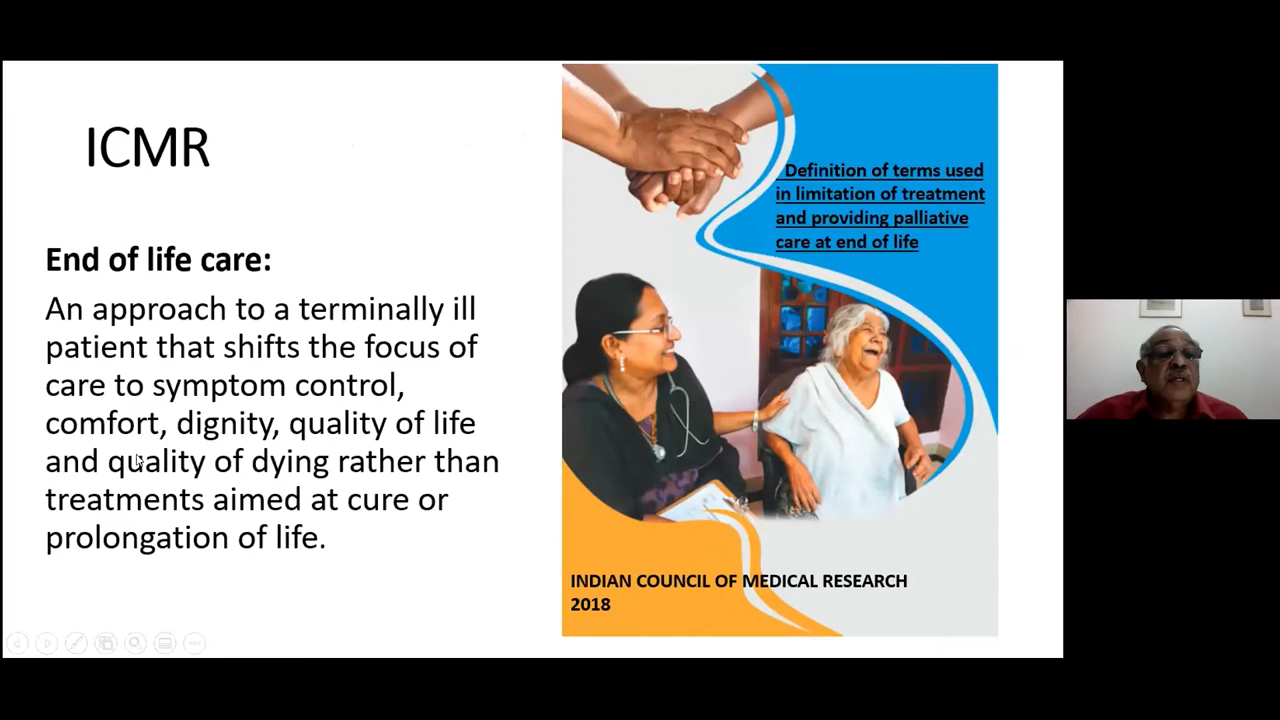 ICMR
End of life care:
An approach to a terminally ill
patient that shifts the focus of
care to symptom control,
comfort, dignity, quality of life
and quality of dying rather than
treatments aimed at cure or
prolongation of life.
Definition of terms used
in limitation of treatment
and providing palliative
care at end of life
INDIAN COUNCIL OF MEDICAL RESEARCH
2018